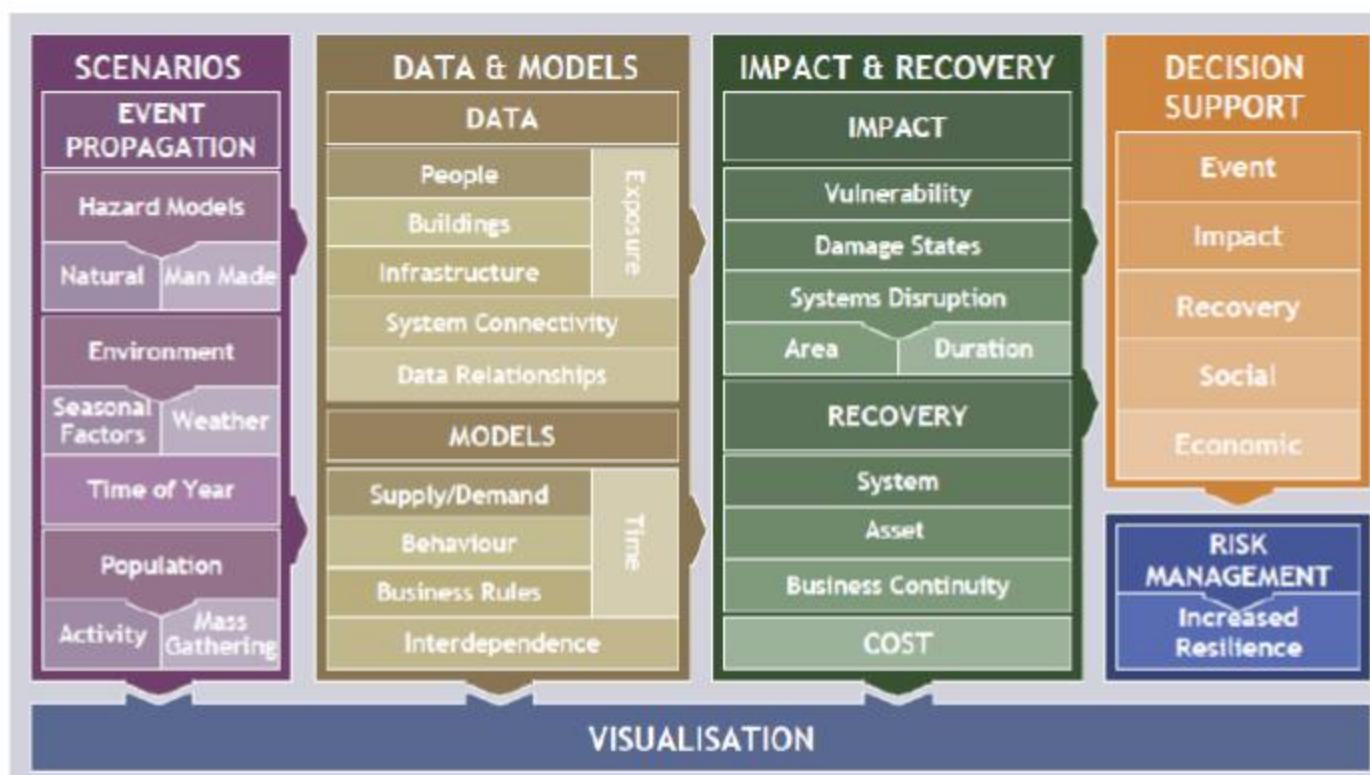 SCENARIOS
EVENT
PROPAGATION
Hazard Models
Natural
Man Made
Environment
Seasonal
Factors
Weather
Time of Year
Population
Activity
Mass
Gathering
DATA & MODELS
DATA
People
Buildings
Infrastructure
Exposure
System Connectivity
Data Relationships
MODELS
Supply/Demand
Behaviour
Business Rules
Time
Interdependence
IMPACT & RECOVERY
IMPACT
Vulnerability
Damage States
Systems Disruption
Area
Duration
RECOVERY
System
Asset
Business Continuity
COST
DECISION
SUPPORT
Event
Impact
Recovery
Social
Economic
RISK
MANAGEMENT
Increased
Resilience
VISUALISATION